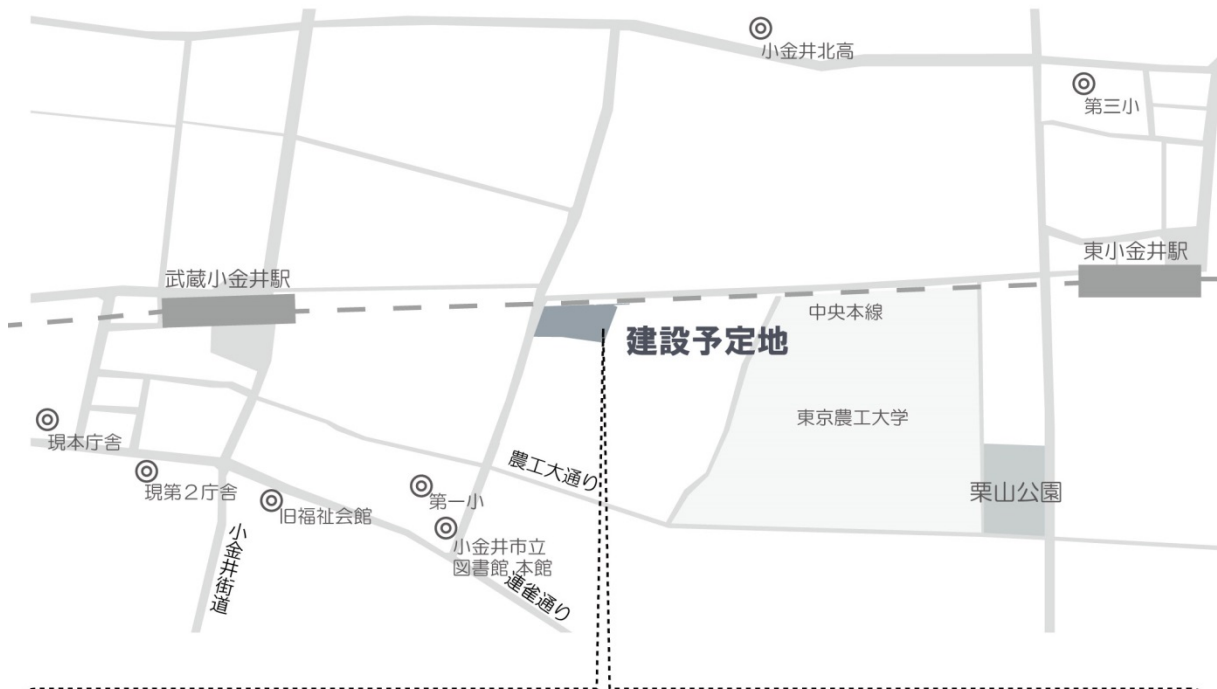 小金井北高
第三小
東小金井駅
武蔵小金井駅
中央本線
建設予定地
東京農工大学
現本庁舎
農工大通り
現第２庁舎
第一小
栗山公園
旧福祉会館
小金井市立
図書館 本館
小金井街道
連雀通り